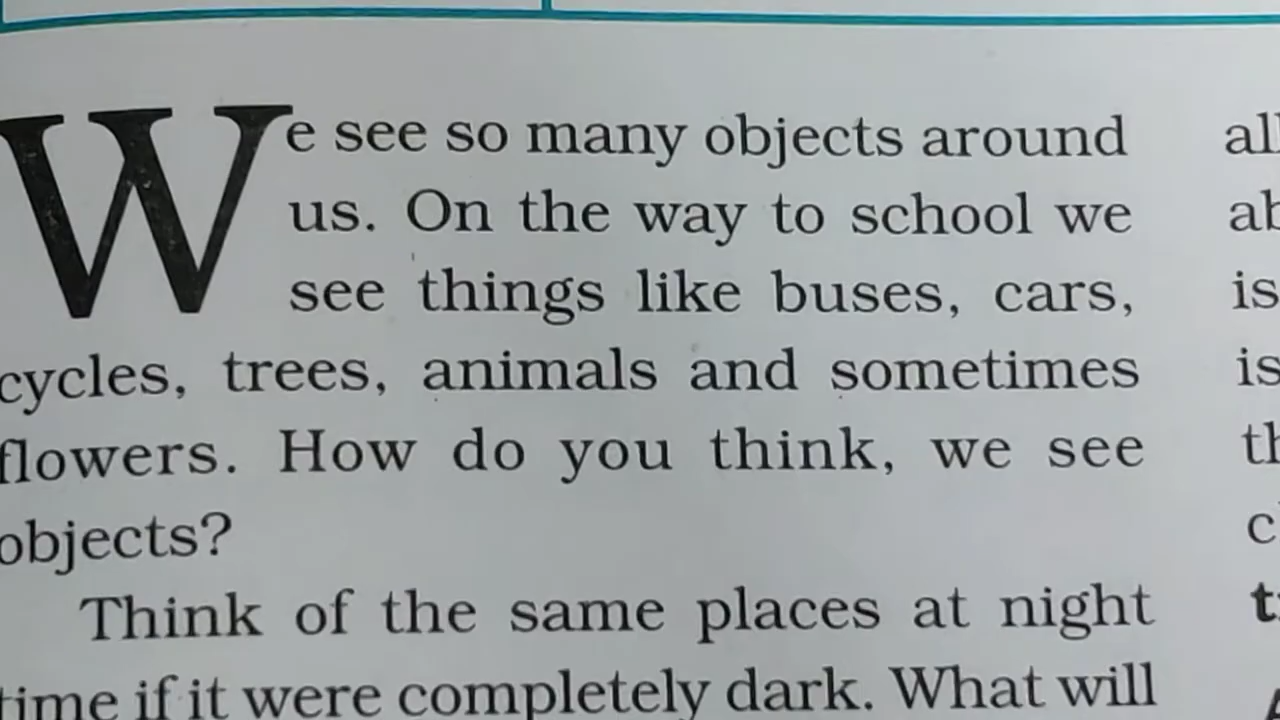 We see so many objects around
us. On the way to school we
see things like buses, cars,
cycles, trees, animals and sometimes
flowers. How do you think, we see
objects?
Think of the same places at night
time if it were completely dark. What will
is
is